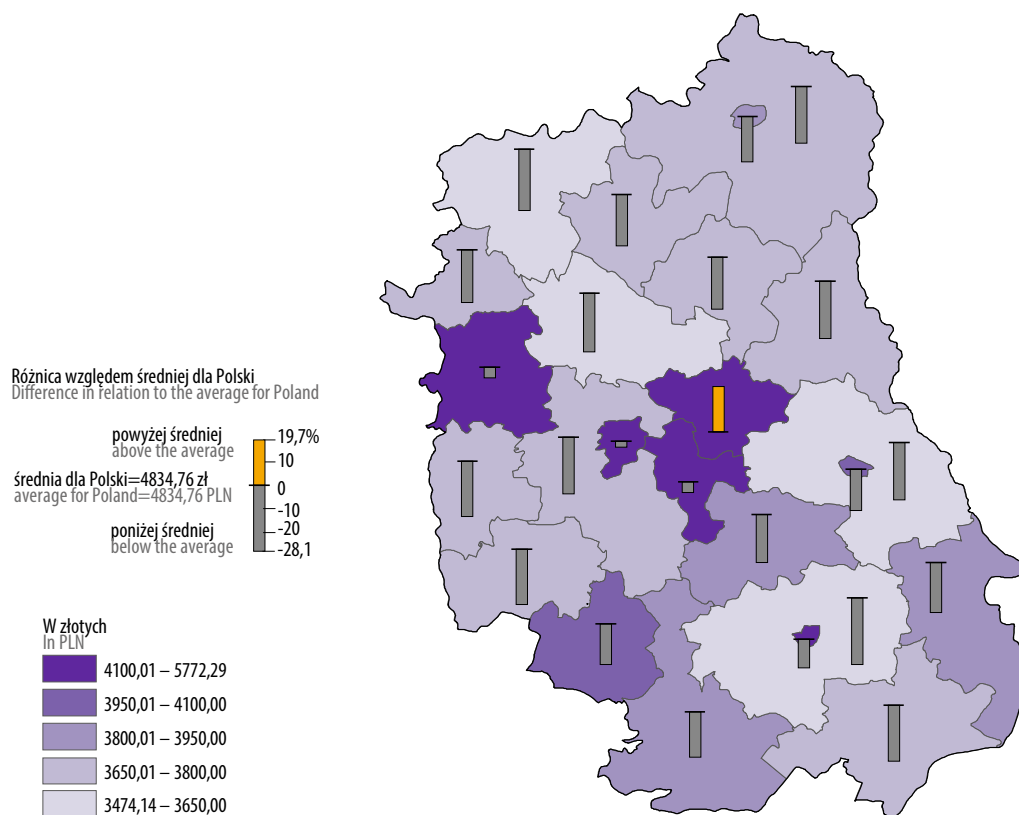 Różnica względem średniej dla Polski
Difference in relation to the average for Poland
powyżej średniej
above the average
średnia dla Polski=4834,76 zł
average for Poland=4834,76 PLN
poniżej średniej
below the average
19,7%
10
0
-10
-20
-28,1
W złotych
In PLN
4100,01 – 5772,29
3950,01 – 4100,00
3800,01 – 3950,00
3650,01 – 3800,00
3474,14 – 3650,00